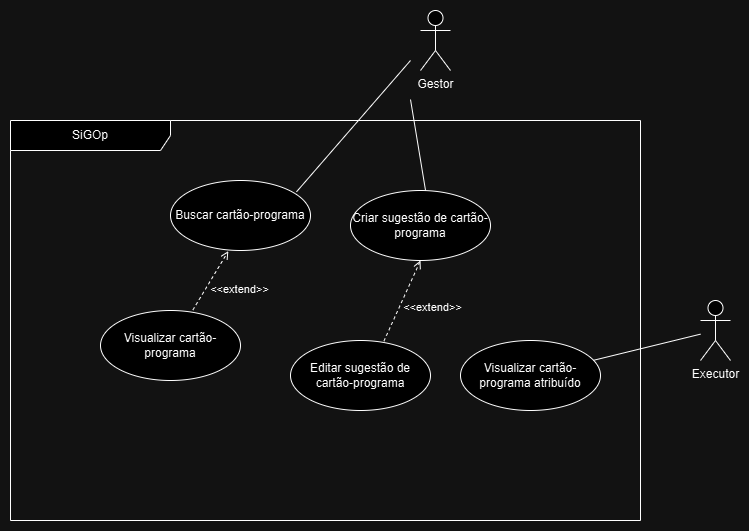 Gestor
SiGOp
Buscar cartão-programa
Criar sugestão de cartão-
programa
<<extend>>
<<extend>>
Visualizar cartão-
programa
Editar sugestão de
cartão-programa
Visualizar cartão-
programa atribuído
Executor